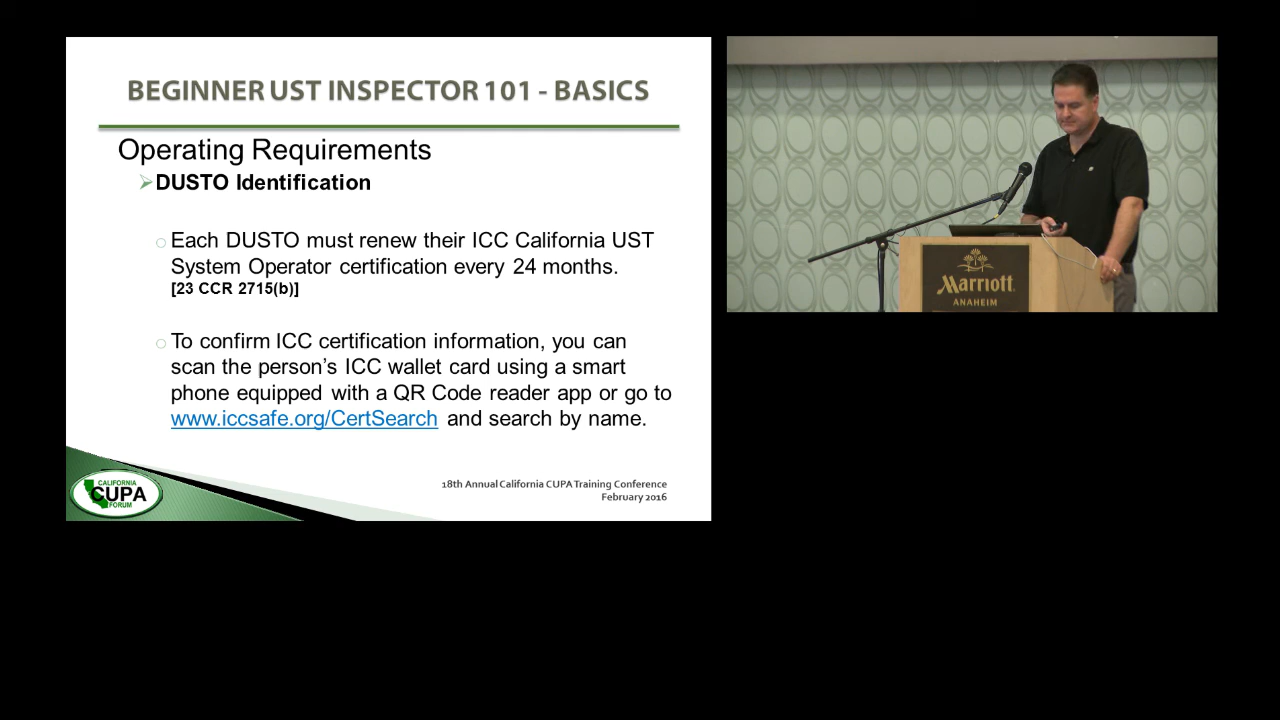 BEGINNER UST INSPECTOR 101 - BASICS
Operating Requirements
DUSTO Identification
Each DUSTO must renew their ICC California UST
System Operator certification every 24 months.
[23 CCR 2715(b)]
To confirm ICC certification information, you can
scan the person's ICC wallet card using a smart
phone equipped with a QR Code reader app or go to
www.iccsafe.org/CertSearch and search by name.
18th Annual California CUPA Training Conference
February 2016
CALIFORNIA
CUPA
FORUM
Marriott
ANAHEIM